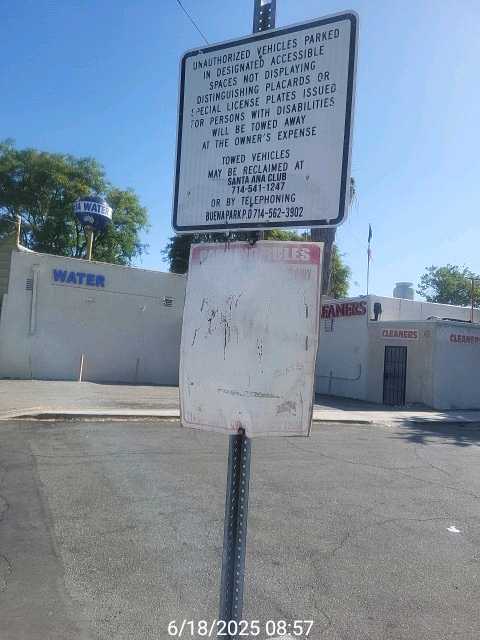 UNAUTHORIZED VEHICLES PARKED
IN DESIGNATED ACCESSIBLE
SPACES NOT DISPLAYING
DISTINGUISHING PLACARDS OR
SPECIAL LICENSE PLATES ISSUED
FOR PERSONS WITH DISABILITIES
WILL BE TOWED AWAY
AT THE OWNER'S EXPENSE
TOWED VEHICLES
MAY BE RECLAIMED AT
SANTA ANA CLUB
714-541-1247
OR BY TELEPHONING
BUENA PARK P.D 714-562-3902
WATER
WATER
CLEANERS
CLEANERS
CLEANERS
6/18/2025 08:57